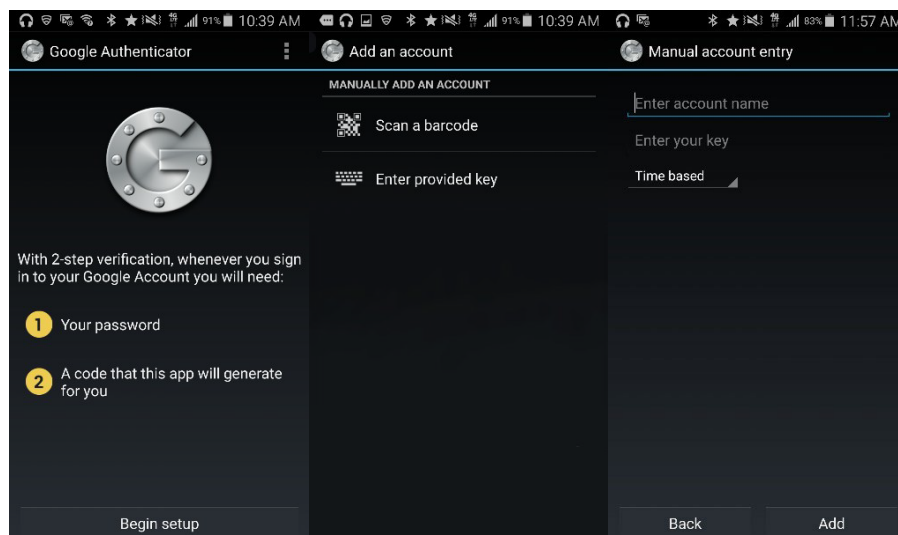 91% 10:39 AM
Google Authenticator
With 2-step verification, whenever you sign
in to your Google Account you will need:
1 Your password
2 A code that this app will generate
for you
Begin setup
91% 10:39 AM
Add an account
MANUALLY ADD AN ACCOUNT
Scan a barcode
Enter provided key
83% 11:57 AM
Manual account entry
Enter account name
Enter your key
Time based
Back
Add